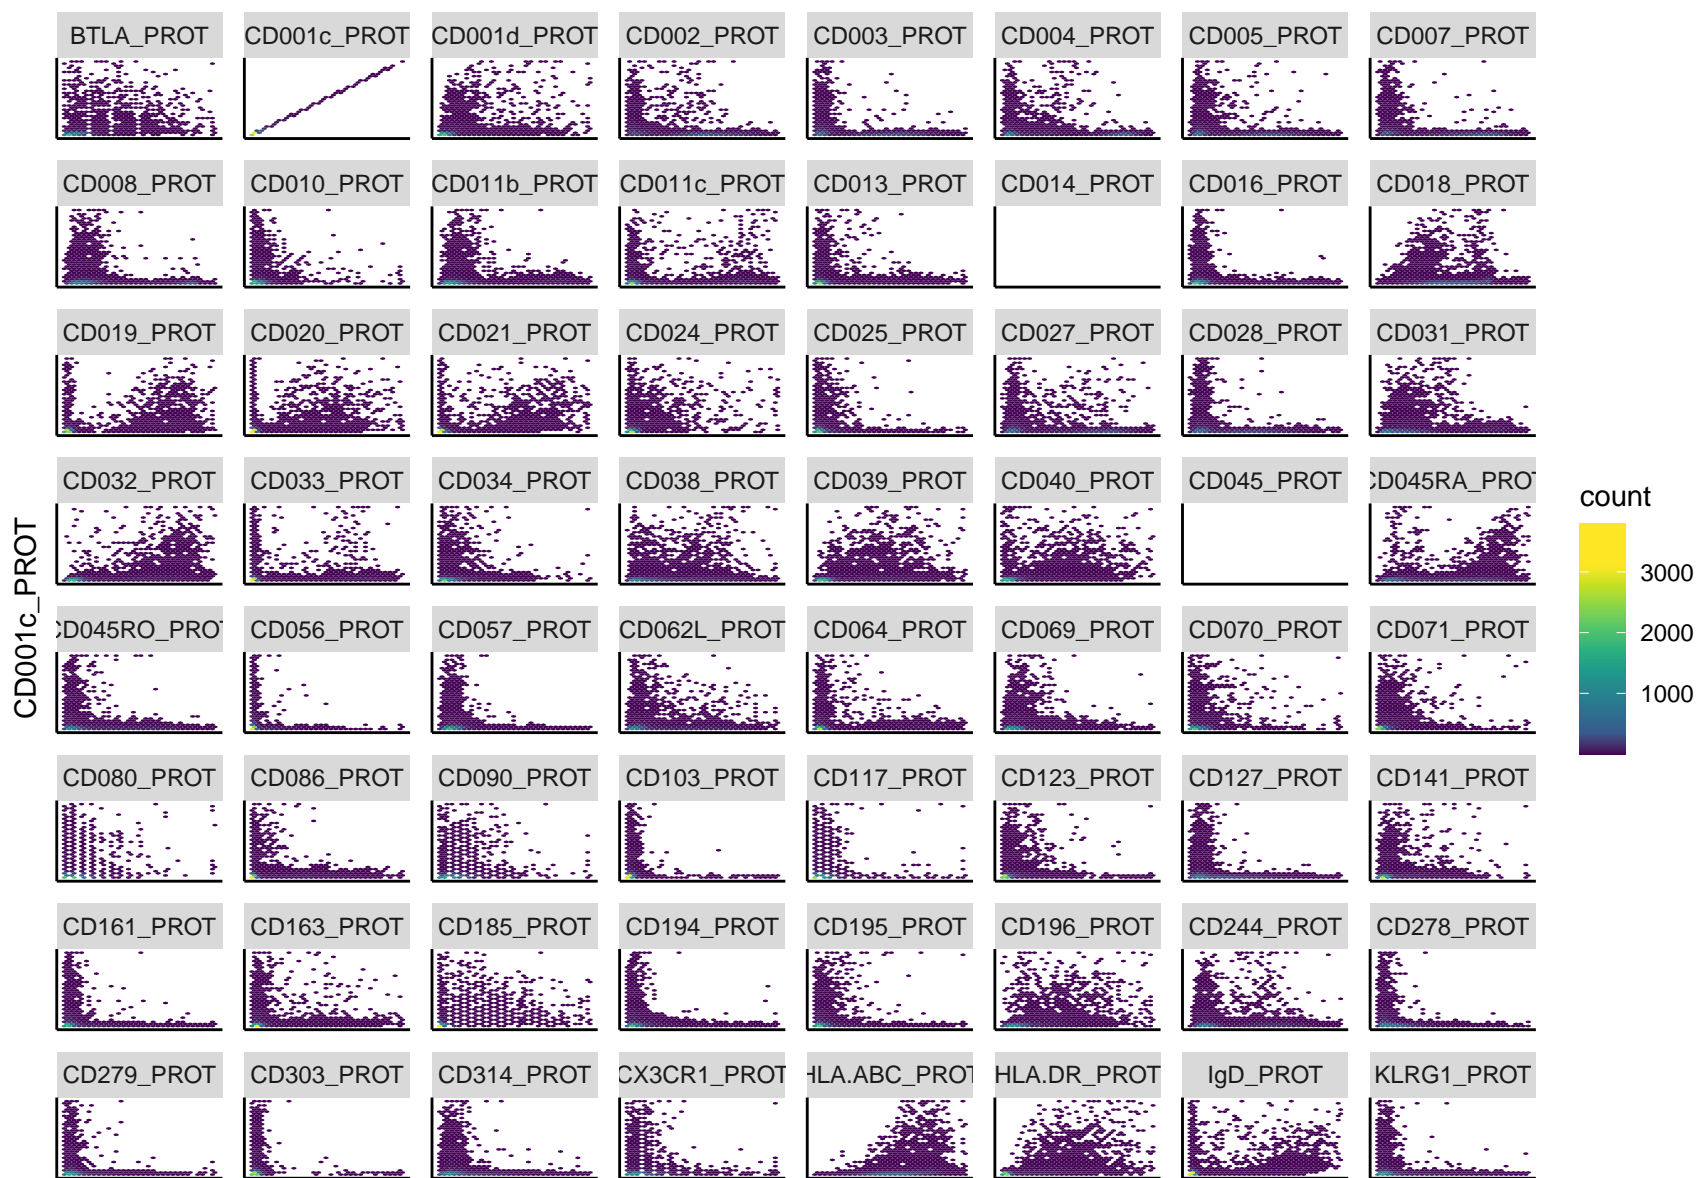 BTLA_PROT CD001c_PROT CD001d_PROT CD002_PROT CD003_PROT CD004_PROT CD005_PROT CD007_PROT
CD008_PROT CD010_PROT CD011b_PROT CD011c_PROT CD013_PROT CD014_PROT CD016_PROT CD018_PROT
CD019_PROT CD020_PROT CD021_PROT CD024_PROT CD025_PROT CD027_PROT CD028_PROT CD031_PROT
CD032_PROT CD033_PROT CD034_PROT CD038_PROT CD039_PROT CD040_PROT CD045_PROT CD045RA_PROT
CD045RO_PROT CD056_PROT CD057_PROT CD062L_PROT CD064_PROT CD069_PROT CD070_PROT CD071_PROT
CD080_PROT CD086_PROT CD090_PROT CD103_PROT CD117_PROT CD123_PROT CD127_PROT CD141_PROT
CD161_PROT CD163_PROT CD185_PROT CD194_PROT CD195_PROT CD196_PROT CD244_PROT CD278_PROT
CD279_PROT CD303_PROT CD314_PROT CX3CR1_PROT HLA.ABC_PROT HLA.DR_PROT IgD_PROT KLRG1_PROT
CD001c_PROT
count
3000
2000
1000